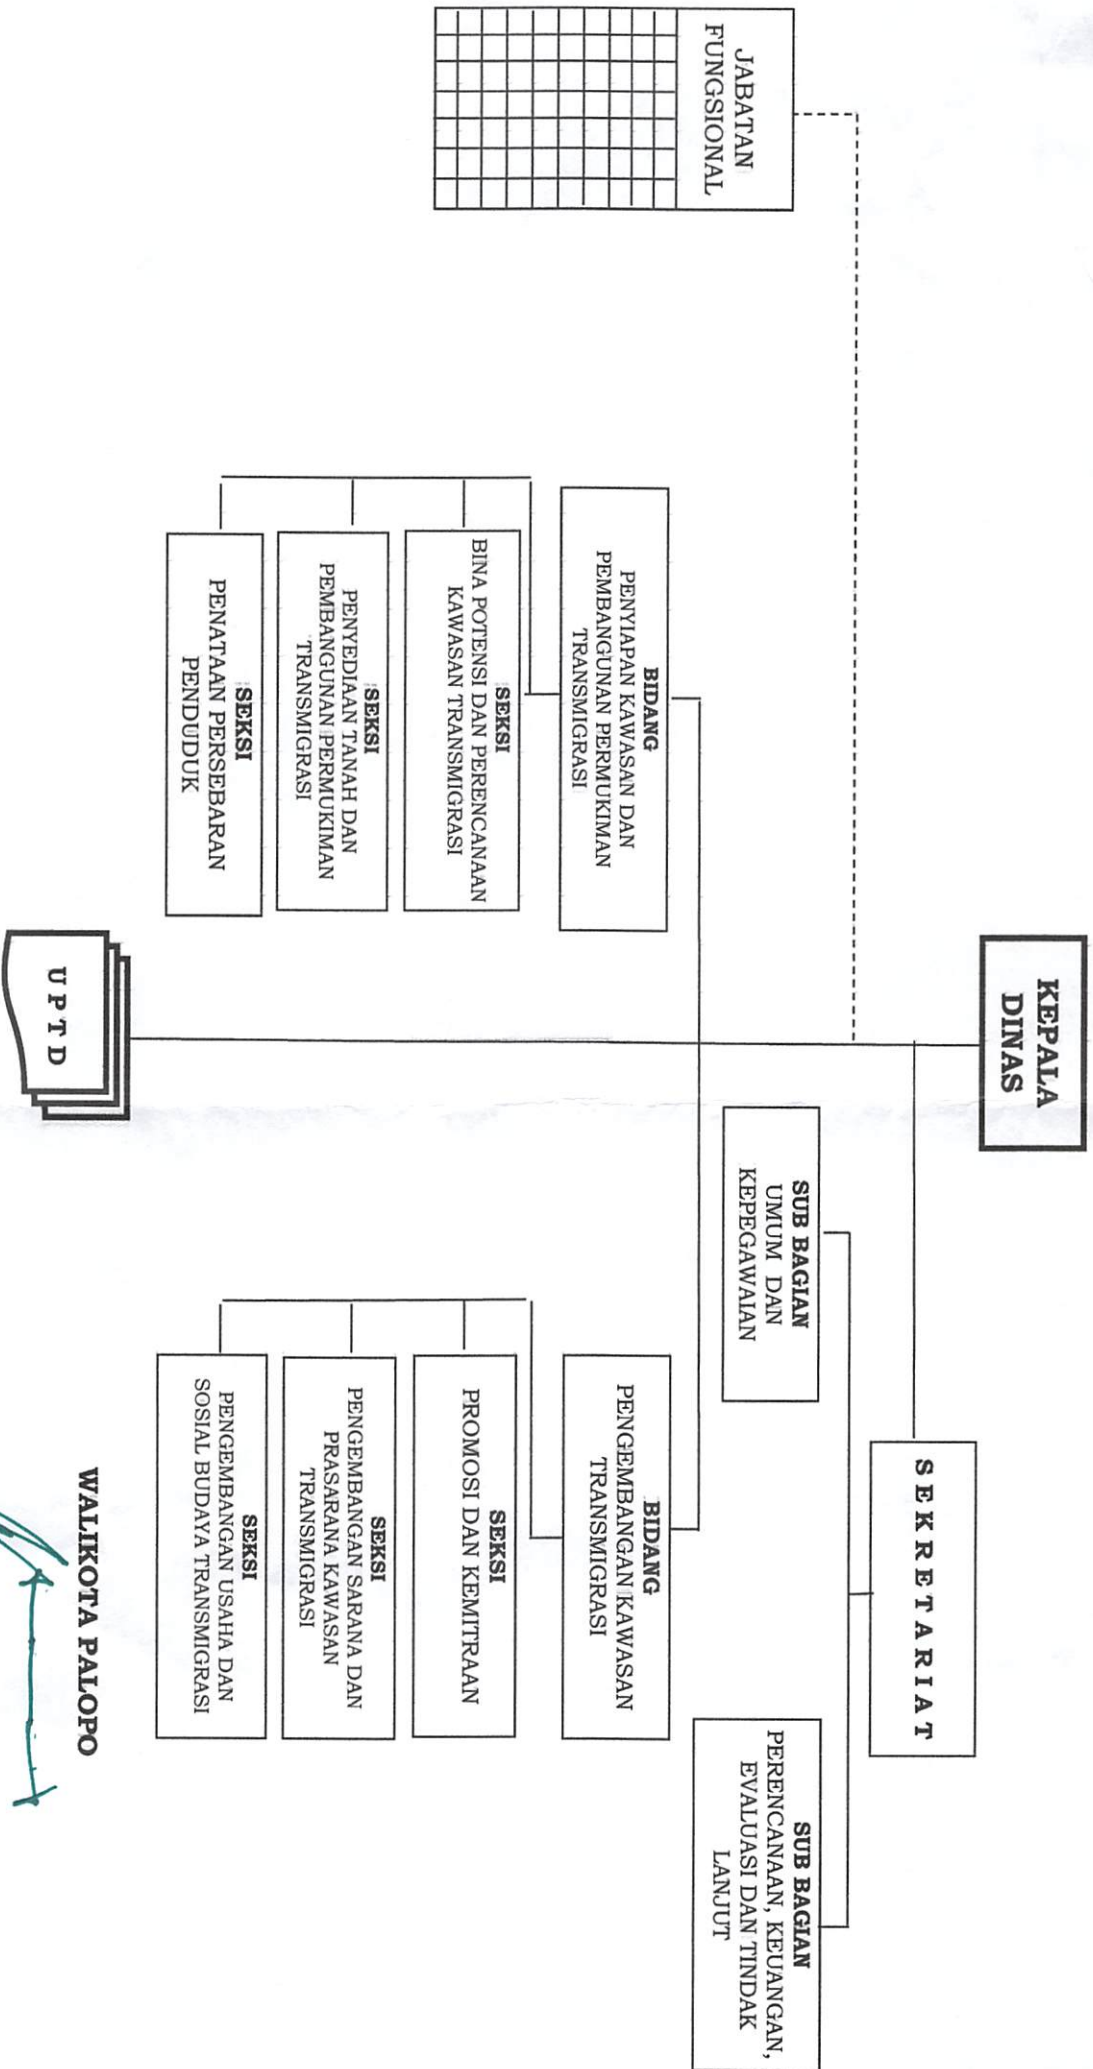 KEPALA
DINAS
JABATAN
FUNGSIONAL
S E K R E T A R I A T
SUB BAGIAN
UMUM DAN
KEPEGAWAIAN
SUB BAGIAN
PERENCANAAN, KEUANGAN,
EVALUASI DAN TINDAK
LANJUT
BIDANG
PENYIAPAN KAWASAN DAN
PEMBANGUNAN PERMUKIMAN
TRANSMIGRASI
SEKSI
BINA POTENSI DAN PERENCANAAN
KAWASAN TRANSMIGRASI
SEKSI
PENYEDIAAN TANAH DAN
PEMBANGUNAN PERMUKIMAN
TRANSMIGRASI
SEKSI
PENATAAN PERSEBARAN
PENDUDUK
BIDANG
PENGEMBANGAN KAWASAN
TRANSMIGRASI
SEKSI
PROMOSI DAN KEMITRAAN
SEKSI
PENGEMBANGAN SARANA DAN
PRASARANA KAWASAN
TRANSMIGRASI
SEKSI
PENGEMBANGAN USAHA DAN
SOSIAL BUDAYA TRANSMIGRASI
U P T D
WALIKOTA PALOPO